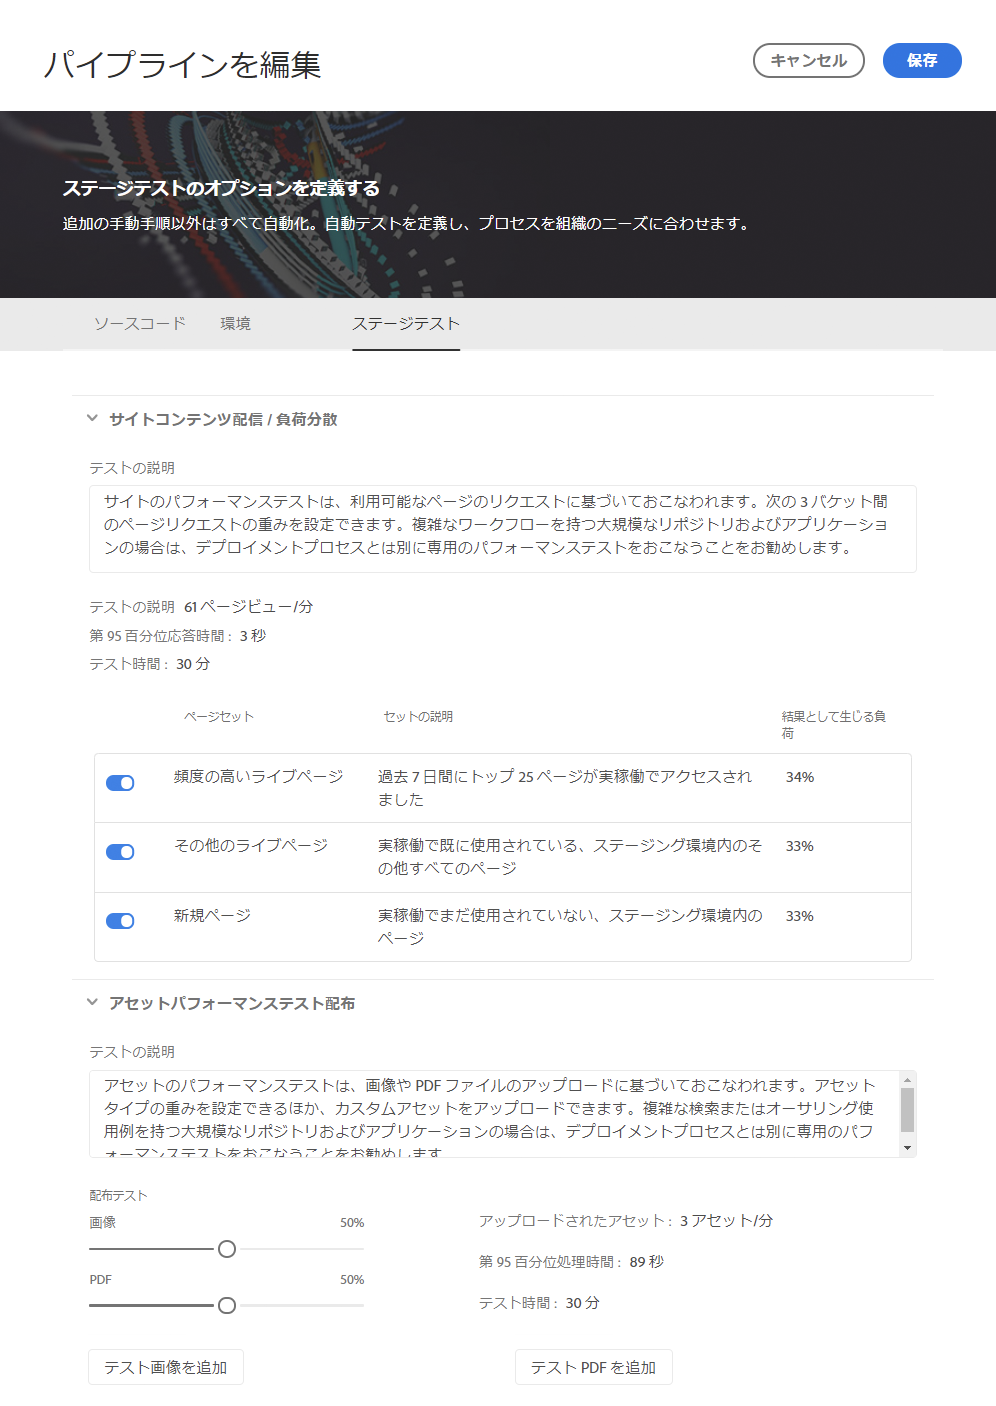 パイプラインを編集
キャンセル
保存
ステージテストのオプションを定義する
追加の手動手順以外はすべて自動化。自動テストを定義し、プロセスを組織のニーズに合わせます。
ソースコード
環境
ステージテスト
サイトコンテンツ配信 / 負荷分散
テストの説明
サイトのパフォーマンステストは、利用可能なページのリクエストに基づいておこなわれます。次の 3 バケット間
のページリクエストの重みを設定できます。複雑なワークフローを持つ大規模なリポジトリおよびアプリケーショ
ンの場合は、デプロイメントプロセスとは別に専用のパフォーマンステストをおこなうことをお勧めします。
テストの説明 61 ページビュー/分
第 95 百分位応答時間 : 3 秒
テスト時間 : 30 分
ページセット
セットの説明
結果として生じる負
荷
頻度の高いライブページ
過去 7 日間にトップ 25 ページが実稼働でアクセスされ
ました
34%
その他のライブページ
実稼働で既に使用されている、ステージング環境内のそ
の他すべてのページ
33%
新規ページ
実稼働でまだ使用されていない、ステージング環境内の
ページ
33%
アセットパフォーマンステスト配布
テストの説明
アセットのパフォーマンステストは、画像や PDF ファイルのアップロードに基づいておこなわれます。アセット
タイプの重みを設定できるほか、カスタムアセットをアップロードできます。複雑な検索またはオーサリング使
用例を持つ大規模なリポジトリおよびアプリケーションの場合は、デプロイメントプロセスとは別に専用のパフ
ォーマンステストをおこなうことをお勧めします
配布テスト
画像
50%
PDF
50%
アップロードされたアセット : 3 アセット/分
第 95 百分位処理時間 : 89 秒
テスト時間 : 30 分
テスト画像を追加
テスト PDF を追加